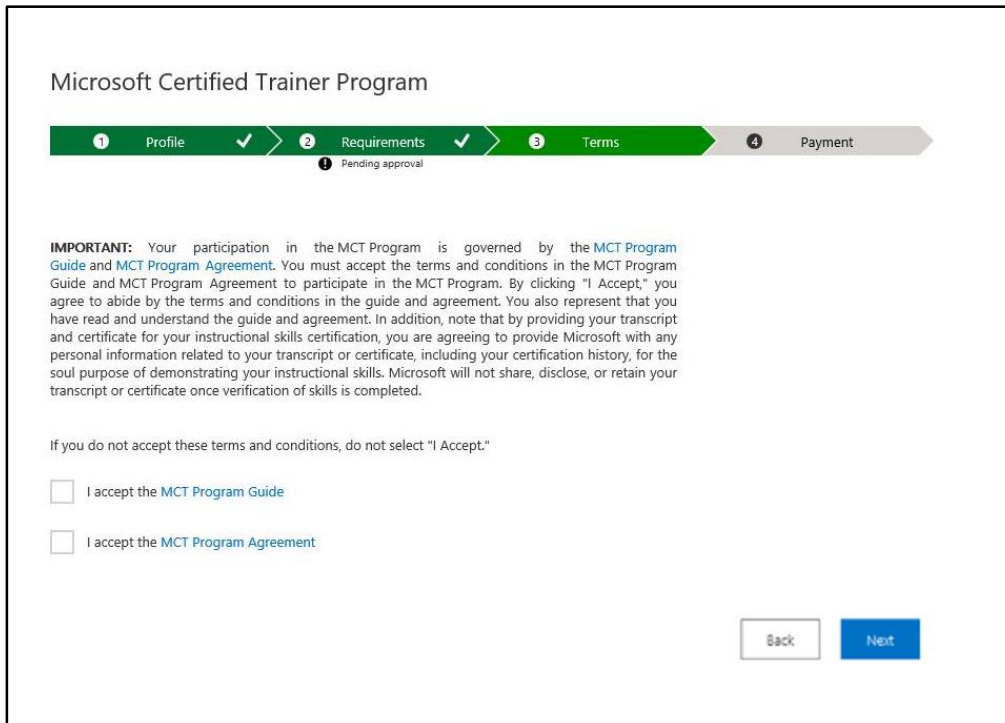 Microsoft Certified Trainer Program
1 Profile 2 Requirements 3 Terms 4 Payment
! Pending approval
IMPORTANT: Your participation in the MCT Program is governed by the MCT Program
Guide and MCT Program Agreement. You must accept the terms and conditions in the MCT Program
Guide and MCT Program Agreement to participate in the MCT Program. By clicking "I Accept," you
agree to abide by the terms and conditions in the guide and agreement. You also represent that you
have read and understand the guide and agreement. In addition, note that by providing your transcript
and certificate for your instructional skills certification, you are agreeing to provide Microsoft with any
personal information related to your transcript or certificate, including your certification history, for the
soul purpose of demonstrating your instructional skills. Microsoft will not share, disclose, or retain your
transcript or certificate once verification of skills is completed.
If you do not accept these terms and conditions, do not select "I Accept."
I accept the MCT Program Guide
I accept the MCT Program Agreement
Back Next